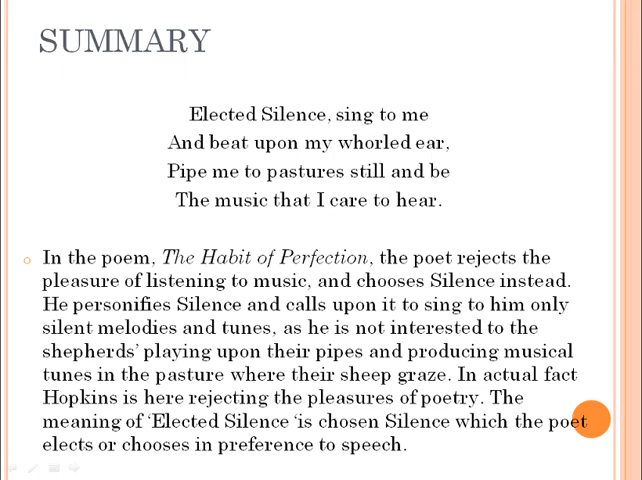 SUMMARY
Elected Silence, sing to me
And beat upon my whorled ear,
Pipe me to pastures still and be
The music that I care to hear.
In the poem, The Habit of Perfection, the poet rejects the
pleasure of listening to music, and chooses Silence instead.
He personifies Silence and calls upon it to sing to him only
silent melodies and tunes, as he is not interested to the
shepherds’ playing upon their pipes and producing musical
tunes in the pasture where their sheep graze. In actual fact
Hopkins is here rejecting the pleasures of poetry. The
meaning of ‘Elected Silence ‘is chosen Silence which the poet
elects or chooses in preference to speech.